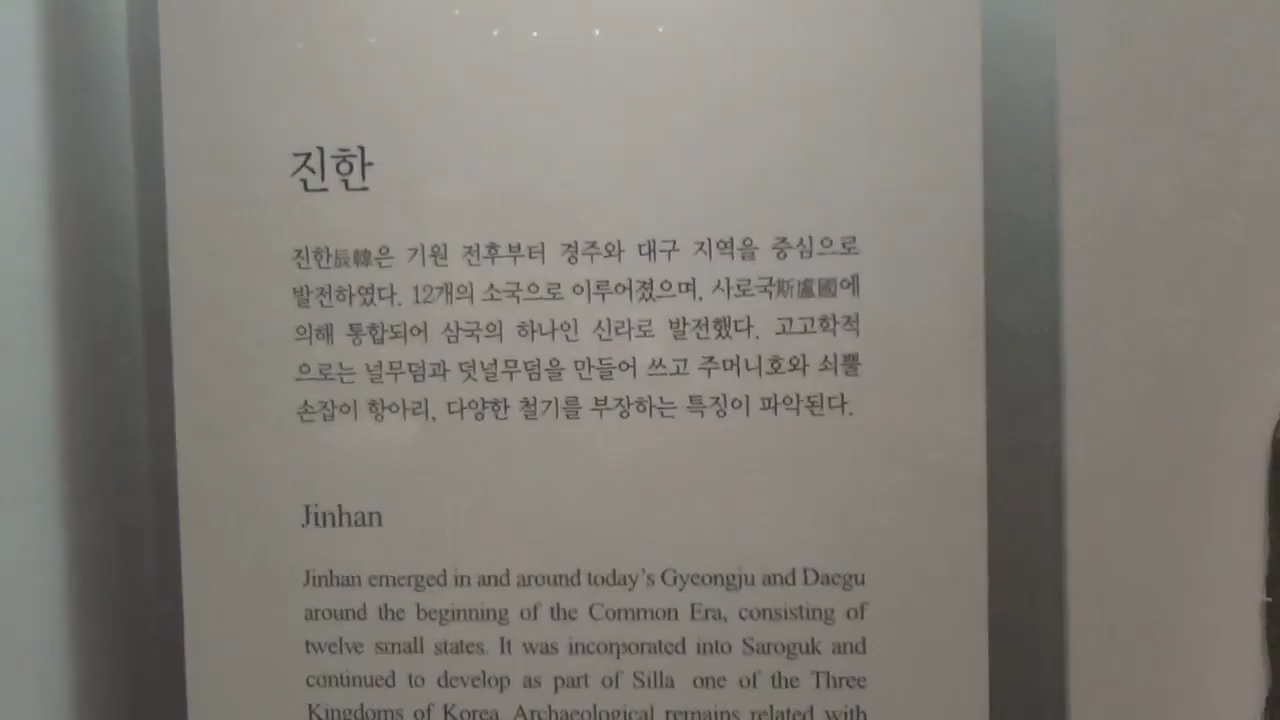 진한
진한辰韓은 기원 전후부터 경주와 대구 지역을 중심으로
발전하였다. 12개의 소국으로 이루어졌으며, 사로국斯盧國에
의해 통합되어 삼국의 하나인 신라로 발전했다. 고고학적
으로는 널무덤과 덧널무덤을 만들어 쓰고 주머니호와 쇠뿔
손잡이 항아리, 다양한 철기를 부장하는 특징이 파악된다.
Jinhan
Jinhan emerged in and around today's Gyeongju and Daegu
around the beginning of the Common Era, consisting of
twelve small states. It was incorporated into Saroguk and
continued to develop as part of Silla one of the Three
Kingdoms of Korea. Archaeological remains related with